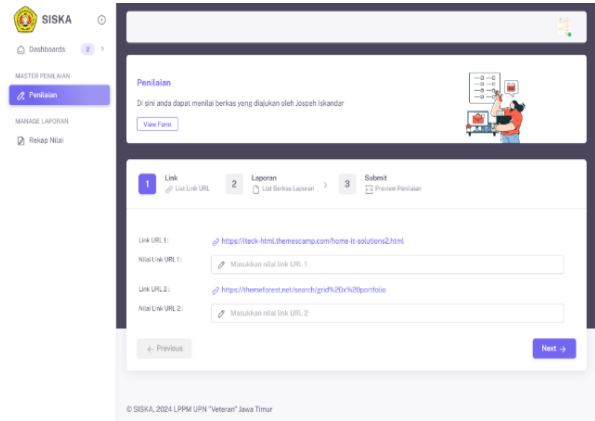 SISKA
Dashboards 2
MASTER PENILAIAN
Penilaian
MANAGE LAPORAN
Rekap Nilai
Penilaian
Di sini anda dapat menilai berkas yang diajukan oleh Jospeh Iskandar
View Form
1 Link
List Link URL
2 Laporan
List Berkas Laporan
3 Submit
Preview Penilaian
Link URL 1 :
https://iteck-html.themescamp.com/home-it-solutions2.html
Nilai Link URL 1 :
Masukkan nilai link URL 1
Link URL 2 :
https://themeforest.net/search/grid%20x%20portfolio
Nilai Link URL 2 :
Masukkan nilai link URL 2
← Previous
Next →
© SISKA, 2024 LPPM UPN "Veteran" Jawa Timur